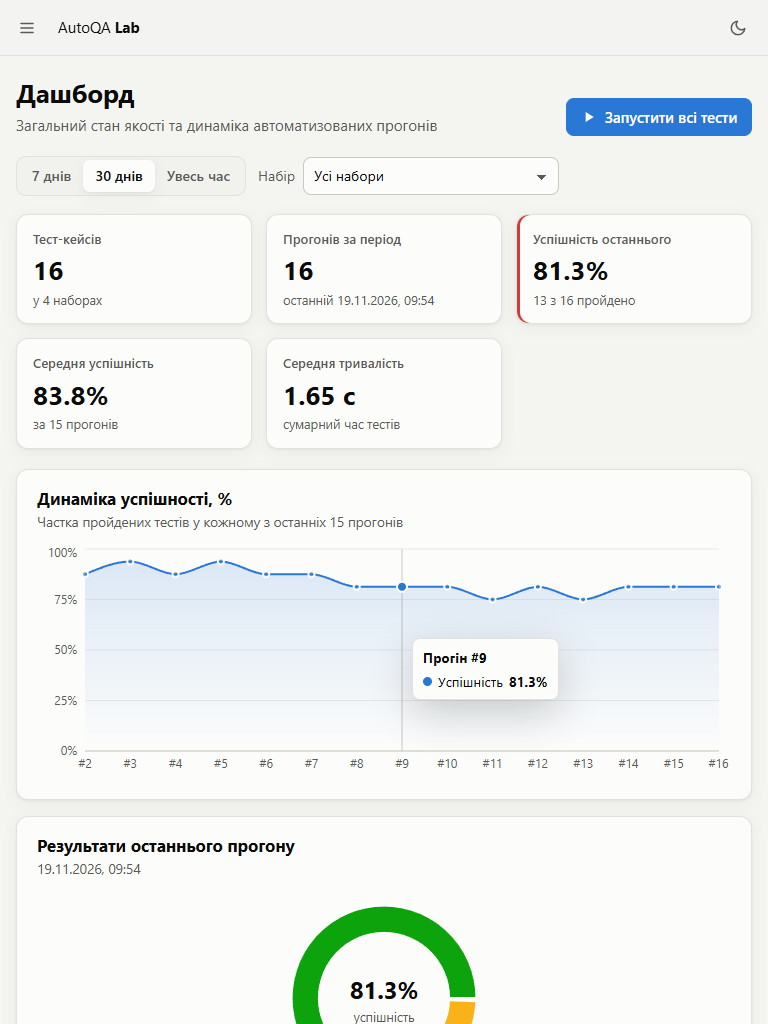 AutoQA Lab
Дашборд
Загальний стан якості та динаміка автоматизованих прогонів
Запустити всі тести
7 днів 30 днів Увесь час Набір Усі набори
Тест-кейсів
16
у 4 наборах
Прогонів за період
16
останній 19.11.2026, 09:54
Успішність останнього
81.3%
13 з 16 пройдено
Середня успішність
83.8%
за 15 прогонів
Середня тривалість
1.65 с
сумарний час тестів
Динаміка успішності, %
Частка пройдених тестів у кожному з останніх 15 прогонів
100%
75%
50%
25%
0%
Прогін #9
Успішність 81.3%
#2 #3 #4 #5 #6 #7 #8 #9 #10 #11 #12 #13 #14 #15 #16
Результати останнього прогону
19.11.2026, 09:54
81.3%
успішність